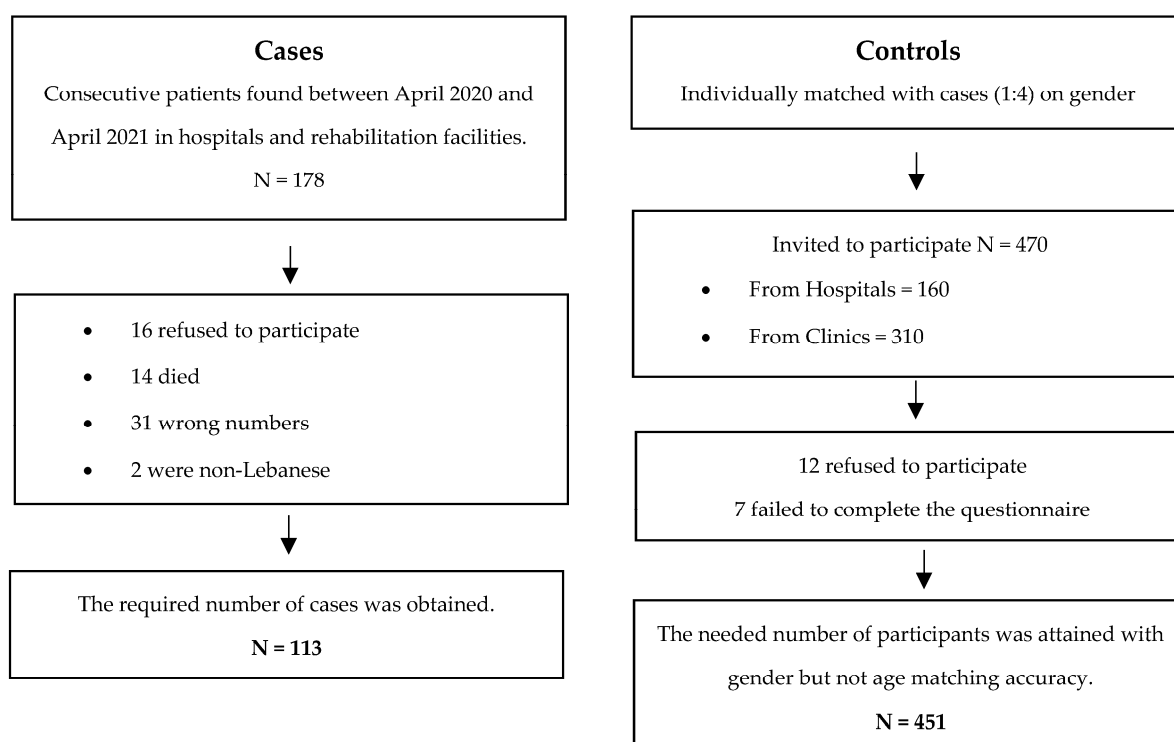 Cases
Consecutive patients found between April 2020 and
April 2021 in hospitals and rehabilitation facilities.
N = 178
• 16 refused to participate
• 14 died
• 31 wrong numbers
• 2 were non-Lebanese
The required number of cases was obtained.
N = 113
Controls
Individually matched with cases (1:4) on gender
Invited to participate N = 470
• From Hospitals = 160
• From Clinics = 310
12 refused to participate
7 failed to complete the questionnaire
The needed number of participants was attained with
gender but not age matching accuracy.
N = 451